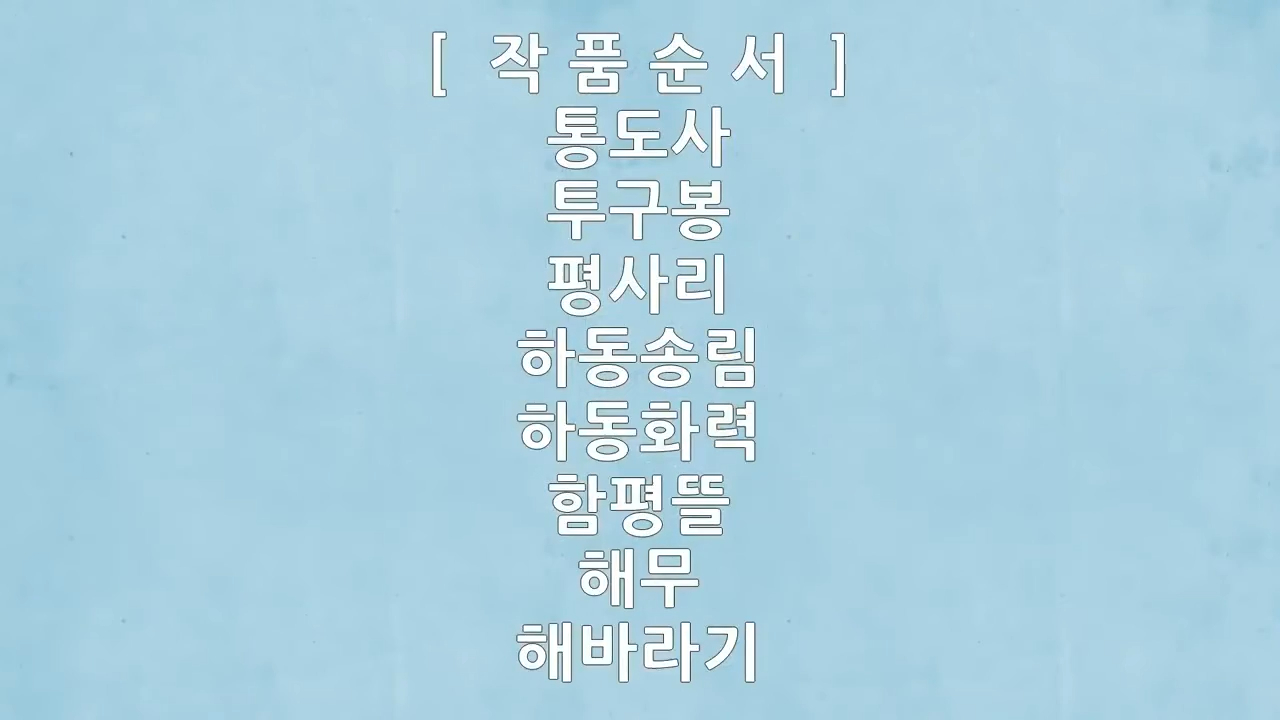 [ 작 품 순 서 ]
통도사
투구봉
평사리
하동송림
하동화력
함평뜰
해무
해바라기